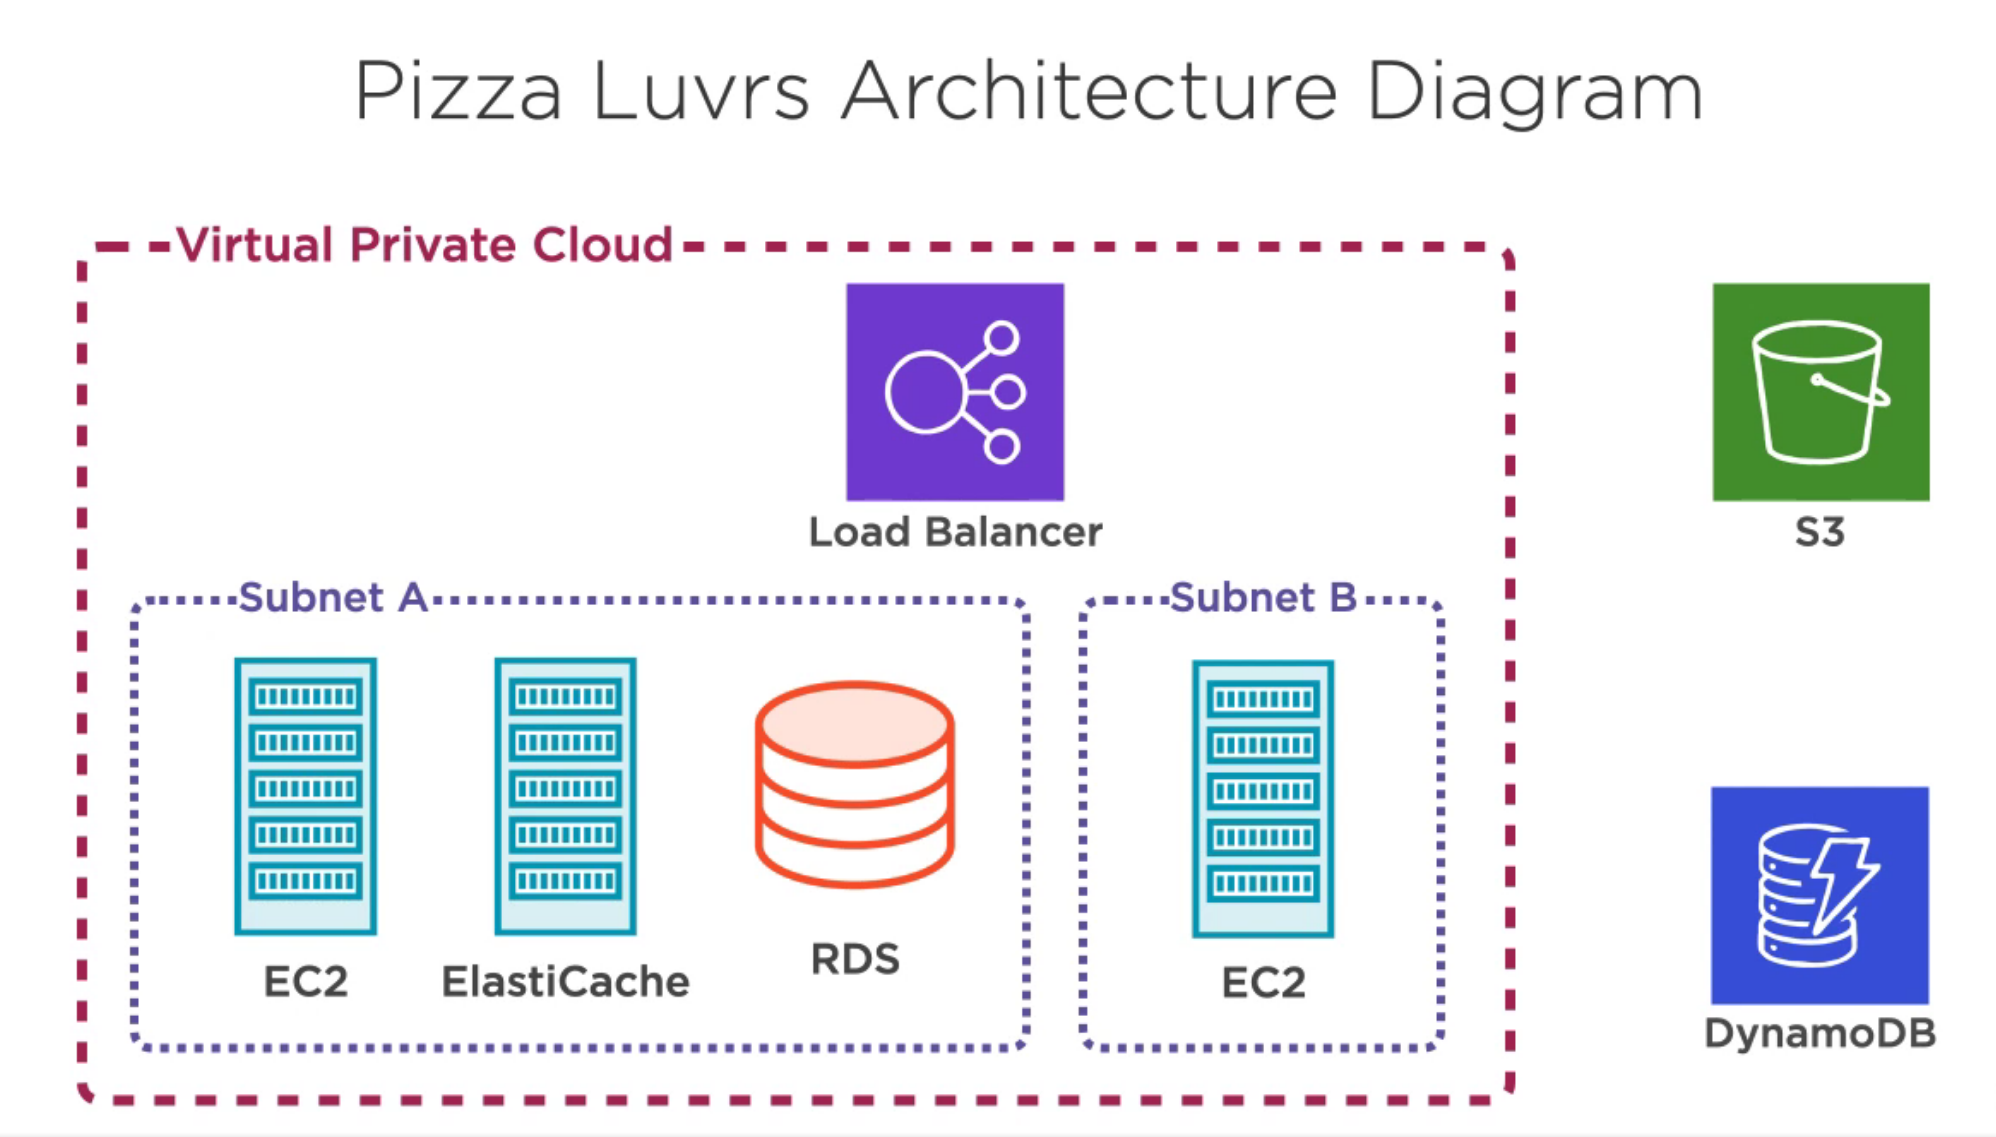 Pizza Luvrs Architecture Diagram
Virtual Private Cloud
Load Balancer
S3
Subnet A
Subnet B
EC2
ElastiCache
RDS
EC2
DynamoDB